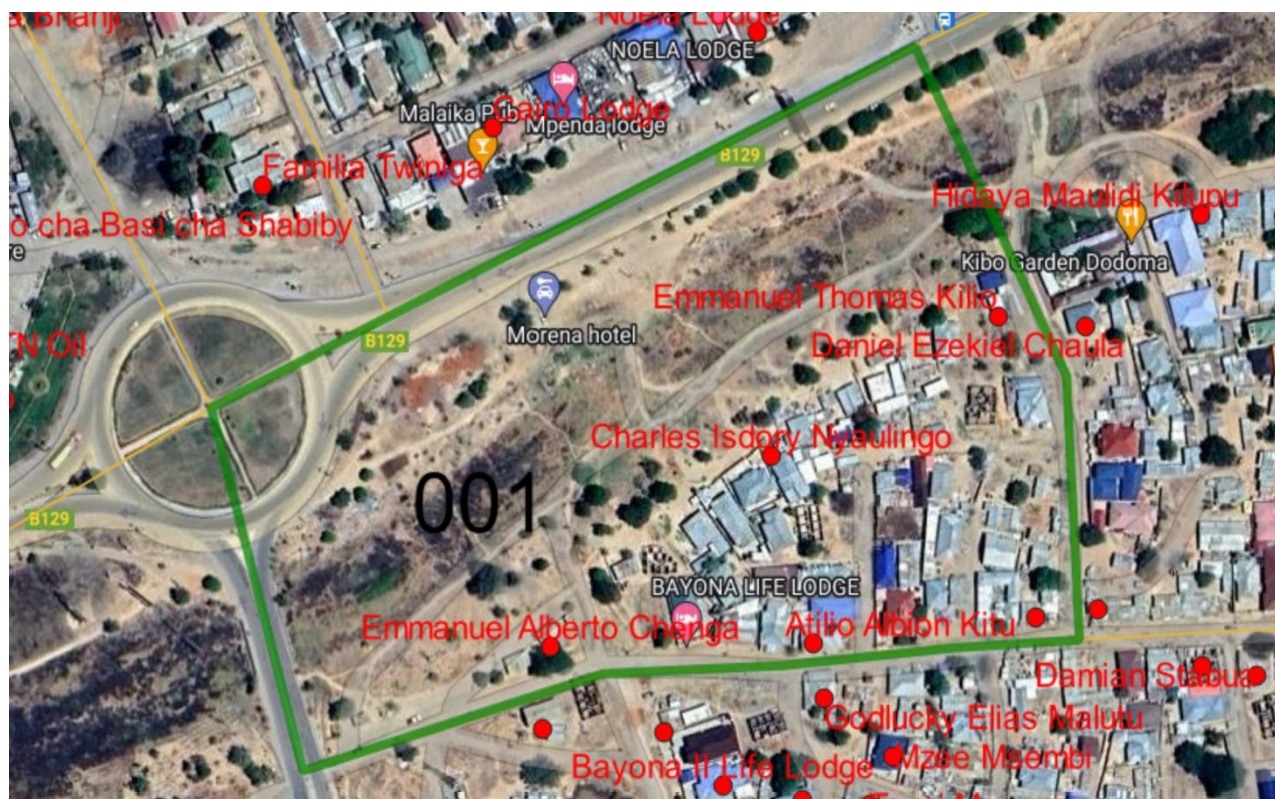 a Bhanji
Noela Lodge
NOELA LODGE
Malaika Pub
Cairo Lodge
Mpenda lodge
B129
Familia Twiniga
Hidaya Maulidi Kilupu
o cha Basi cha Shabiby
re
Kibo Garden Dodoma
Emmanuel Thomas Kilio
Morena hotel
B129
N Oil
Daniel Ezekiel Chaula
Charles Isdory Nyaulingo
001
B129
BAYONA LIFE LODGE
Emmanuel Alberto Chenga
Atilio Albion Kitu
Damian Stabua
Godlucky Elias Malutu
Mzee Msembi
Bayona II Life Lodge